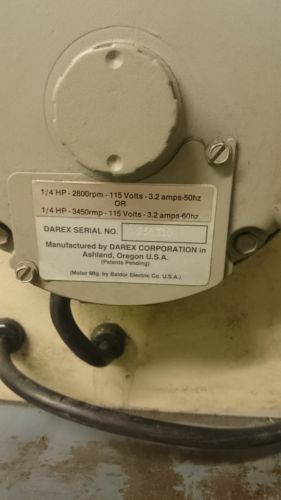 1/4 HP - 2800rpm - 115 Volts - 3.2 amps-50hz
OR
1/4 HP - 3450rmp - 115 Volts - 3.2 amps-60hz
DAREX SERIAL NO.
Manufactured by DAREX CORPORATION in
Ashland, Oregon U.S.A.
(Patents Pending)
(Motor Mfg. by Baldor Electric Co. U.S.A.)